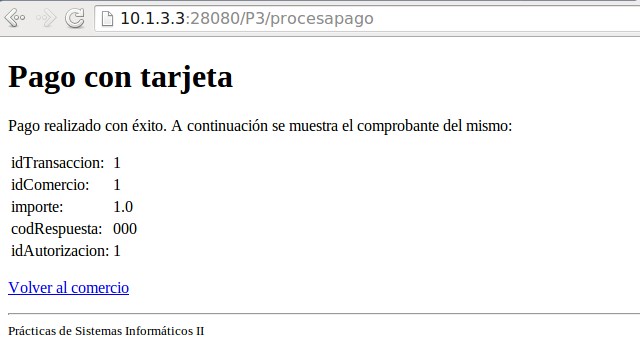 10.1.3.3:28080/P3/procesapago
Pago con tarjeta
Pago realizado con éxito. A continuación se muestra el comprobante del mismo:
idTransaccion: 1
idComercio: 1
importe: 1.0
codRespuesta: 000
idAutorizacion: 1
Volver al comercio
Prácticas de Sistemas Informáticos II